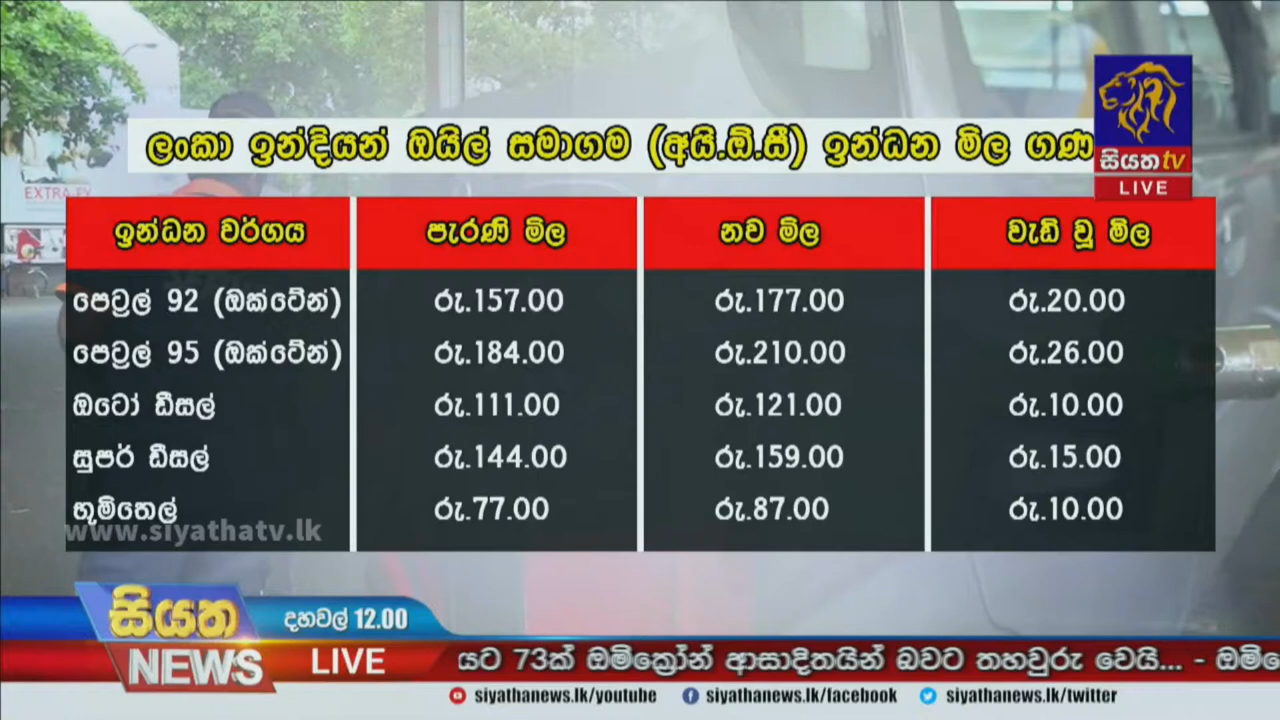 ලංකා ඉන්දියන් ඔයිල් සමාගම (අයි.ඕ.සී) ඉන්ධන මිල ගණ
සියත tv
LIVE
EXTRA
ඉන්ධන වර්ගය පැරණි මිල නව මිල වැඩි වූ මිල
පෙට්‍රල් 92 (ඔක්ටේන්) රු.157.00 රු.177.00 රු.20.00
පෙට්‍රල් 95 (ඔක්ටේන්) රු.184.00 රු.210.00 රු.26.00
ඔටෝ ඩීසල් රු.111.00 රු.121.00 රු.10.00
සුපර් ඩීසල් රු.144.00 රු.159.00 රු.15.00
භූමිතෙල් රු.77.00 රු.87.00 රු.10.00
www.siyathatv.lk
සියත දහවල් 12.00
NEWS LIVE යට 73ක් ඔමික්‍රෝන් ආසාදිතයින් බවට තහවුරු වෙයි... - ඔමි
siyathanews.lk/youtube siyathanews.lk/facebook siyathanews.lk/twitter